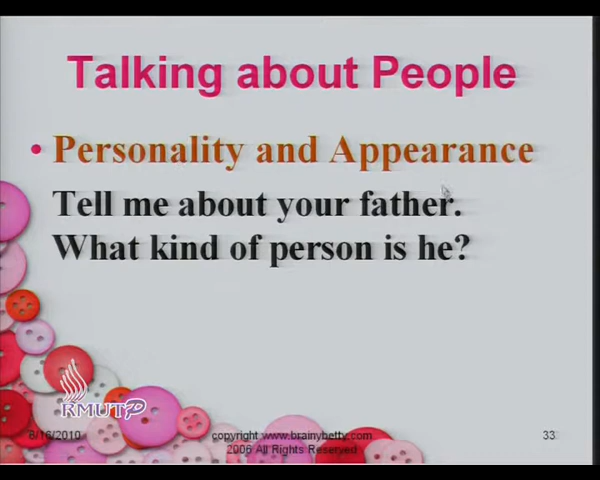 Talking about People
• Personality and Appearance
Tell me about your father.
What kind of person is he?
RMUTP
8/16/2010
copyright www.brainybetty.com
2006 All Rights Reserved
33